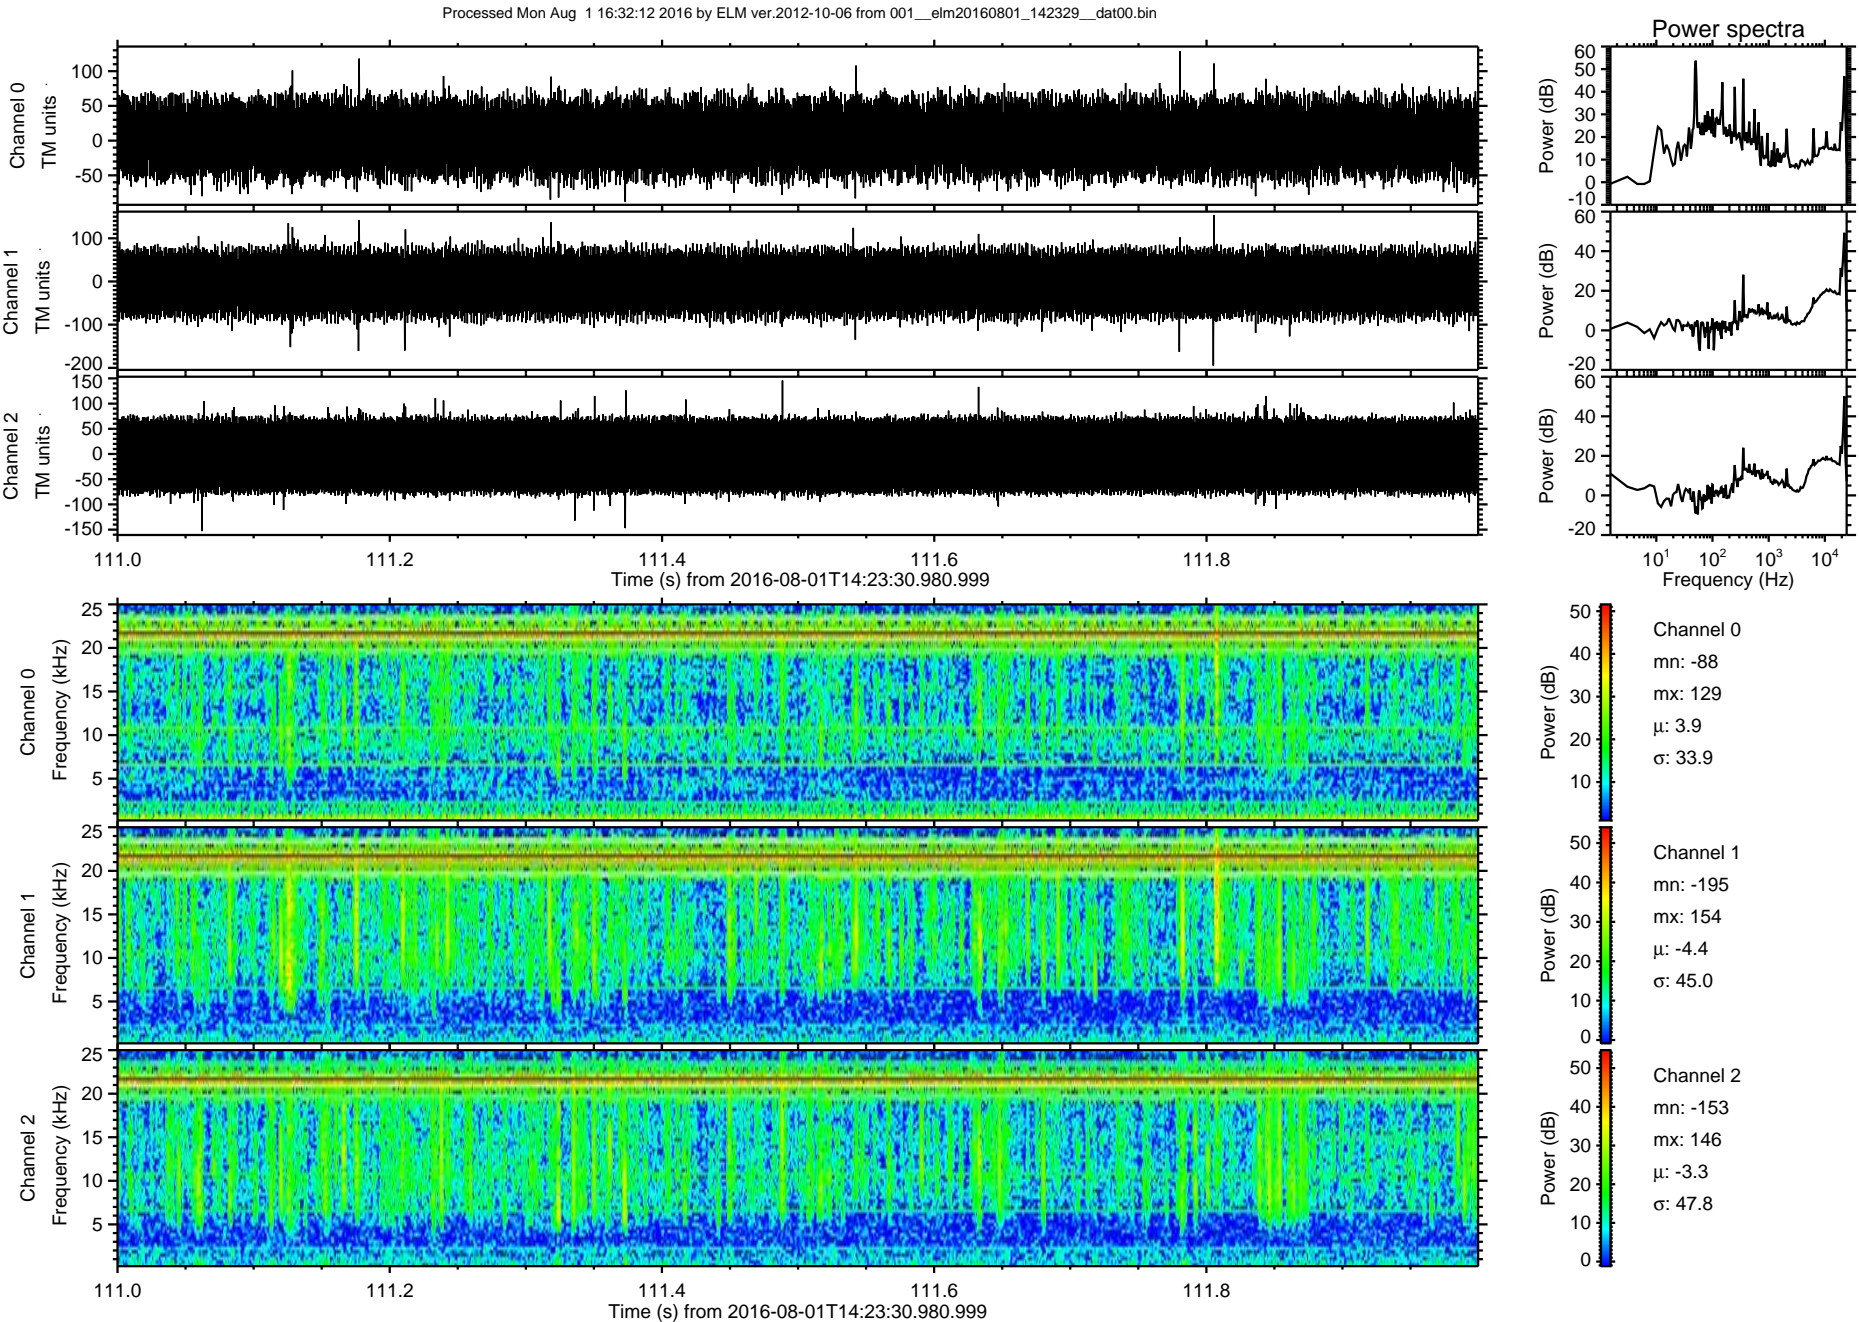 Processed Mon Aug  1 16:32:12 2016 by ELM ver.2012-10-06 from 001__elm20160801_142329__dat00.bin
Power spectra
Channel 0
TM units
100
50
0
-50
Power (dB)
60
50
40
30
20
10
0
-10
Channel 1
TM units
100
0
-100
-200
Power (dB)
60
40
20
0
-20
Channel 2
TM units
150
100
50
0
-50
-100
-150
Power (dB)
60
40
20
0
-20
111.0 111.2 111.4 111.6 111.8
Time (s) from 2016-08-01T14:23:30.980.999
10¹ 10² 10³ 10⁴
Frequency (Hz)
Channel 0
Frequency (kHz)
25
20
15
10
5
Power (dB)
50
40
30
20
10
Channel 0
mn: -88
mx: 129
µ: 3.9
σ: 33.9
Channel 1
Frequency (kHz)
25
20
15
10
5
Power (dB)
50
40
30
20
10
0
Channel 1
mn: -195
mx: 154
µ: -4.4
σ: 45.0
Channel 2
Frequency (kHz)
25
20
15
10
5
Power (dB)
50
40
30
20
10
0
Channel 2
mn: -153
mx: 146
µ: -3.3
σ: 47.8
111.0 111.2 111.4 111.6 111.8
Time (s) from 2016-08-01T14:23:30.980.999